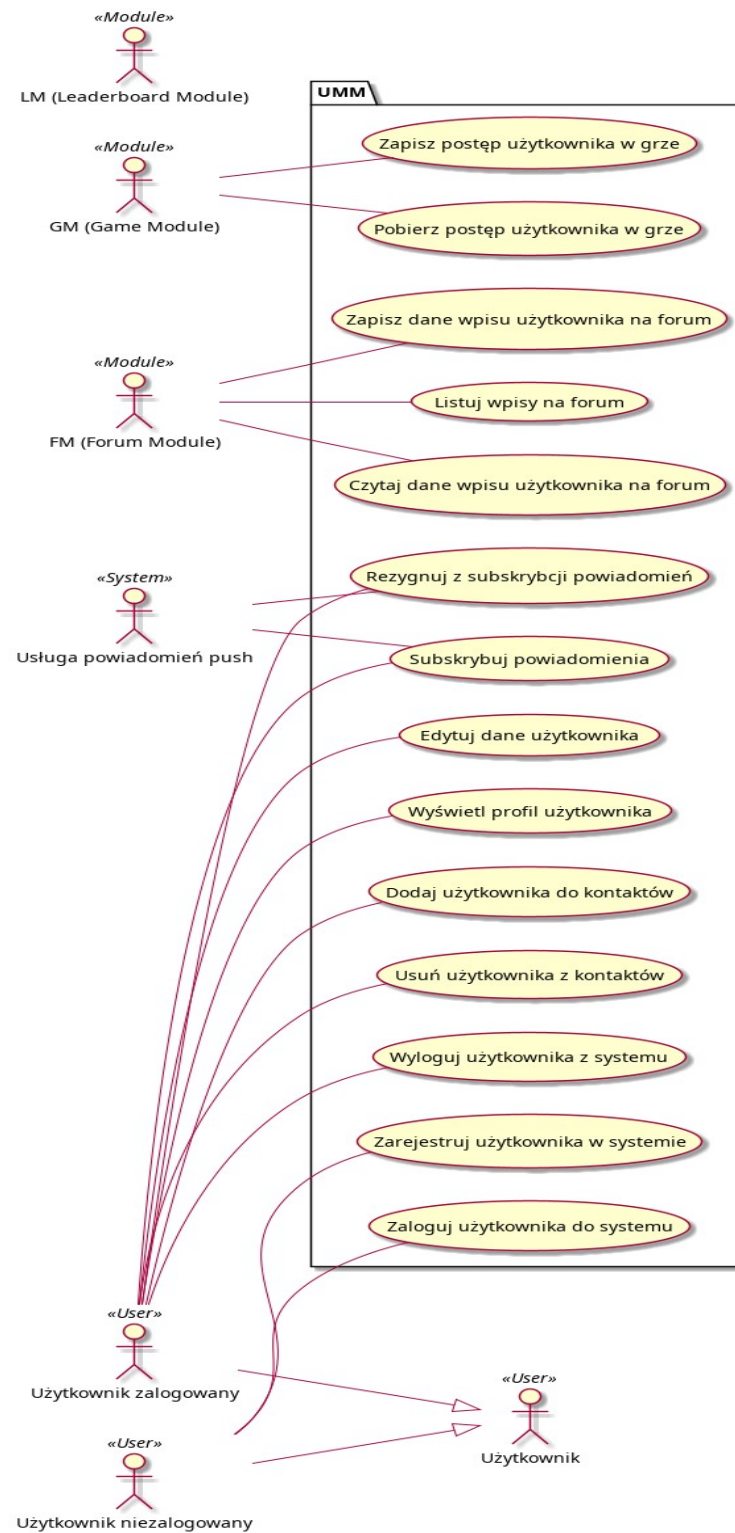 «Module»
LM (Leaderboard Module)
UMM
«Module»
GM (Game Module)
Zapisz postęp użytkownika w grze
Pobierz postęp użytkownika w grze
«Module»
FM (Forum Module)
Zapisz dane wpisu użytkownika na forum
Listuj wpisy na forum
Czytaj dane wpisu użytkownika na forum
«System»
Usługa powiadomień push
Rezygnuj z subskrybcji powiadomień
Subskrybuj powiadomienia
Edytuj dane użytkownika
Wyświetl profil użytkownika
Dodaj użytkownika do kontaktów
Usuń użytkownika z kontaktów
Wyloguj użytkownika z systemu
Zarejestruj użytkownika w systemie
Zaloguj użytkownika do systemu
«User»
Użytkownik zalogowany
«User»
Użytkownik
«User»
Użytkownik niezalogowany